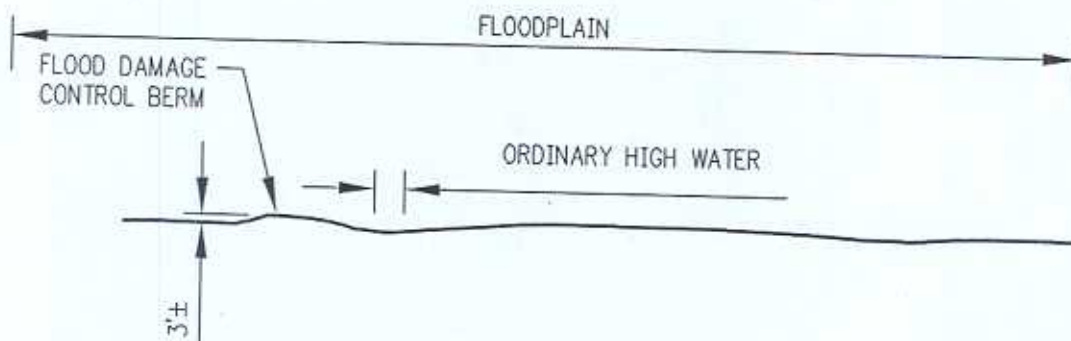 FLOODPLAIN
FLOOD DAMAGE
CONTROL BERM
ORDINARY HIGH WATER
3'±